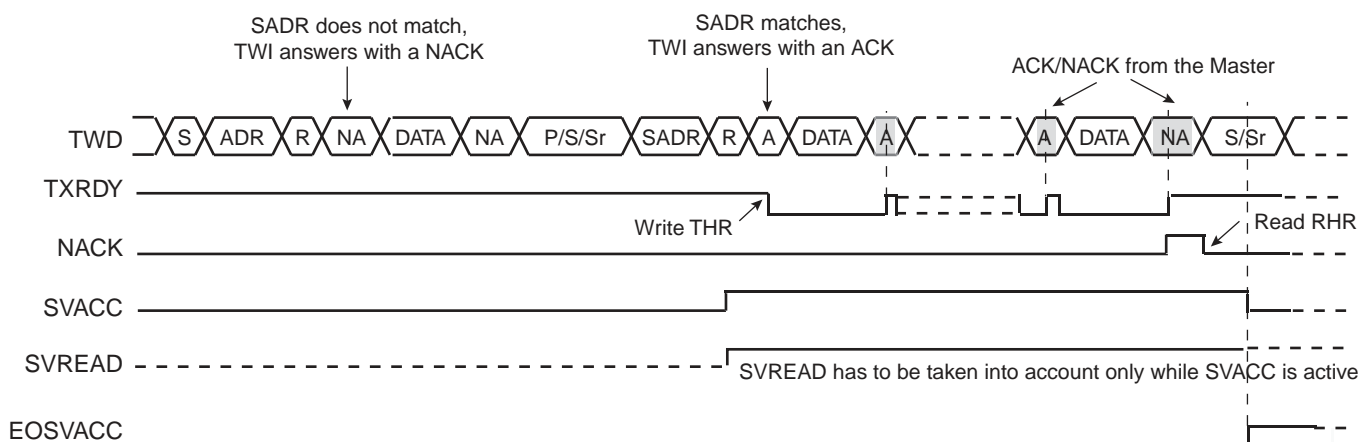 SADR does not match,
TWI answers with a NACK
SADR matches,
TWI answers with an ACK
ACK/NACK from the Master
TWD S ADR R NA DATA NA P/S/Sr SADR R A DATA A A DATA NA S/Sr
TXRDY
Write THR
Read RHR
NACK
SVACC
SVREAD
SVREAD has to be taken into account only while SVACC is active
EOSVACC